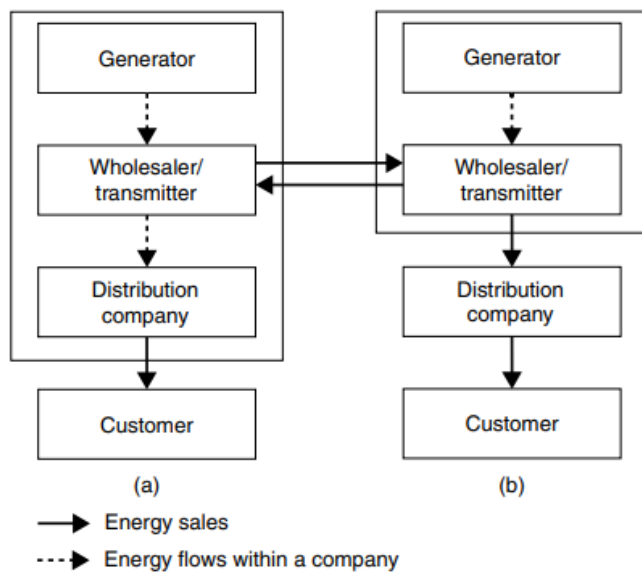 Generator
Generator
Wholesaler/
transmitter
Wholesaler/
transmitter
Distribution
company
Distribution
company
Customer
Customer
(a)
(b)
Energy sales
Energy flows within a company